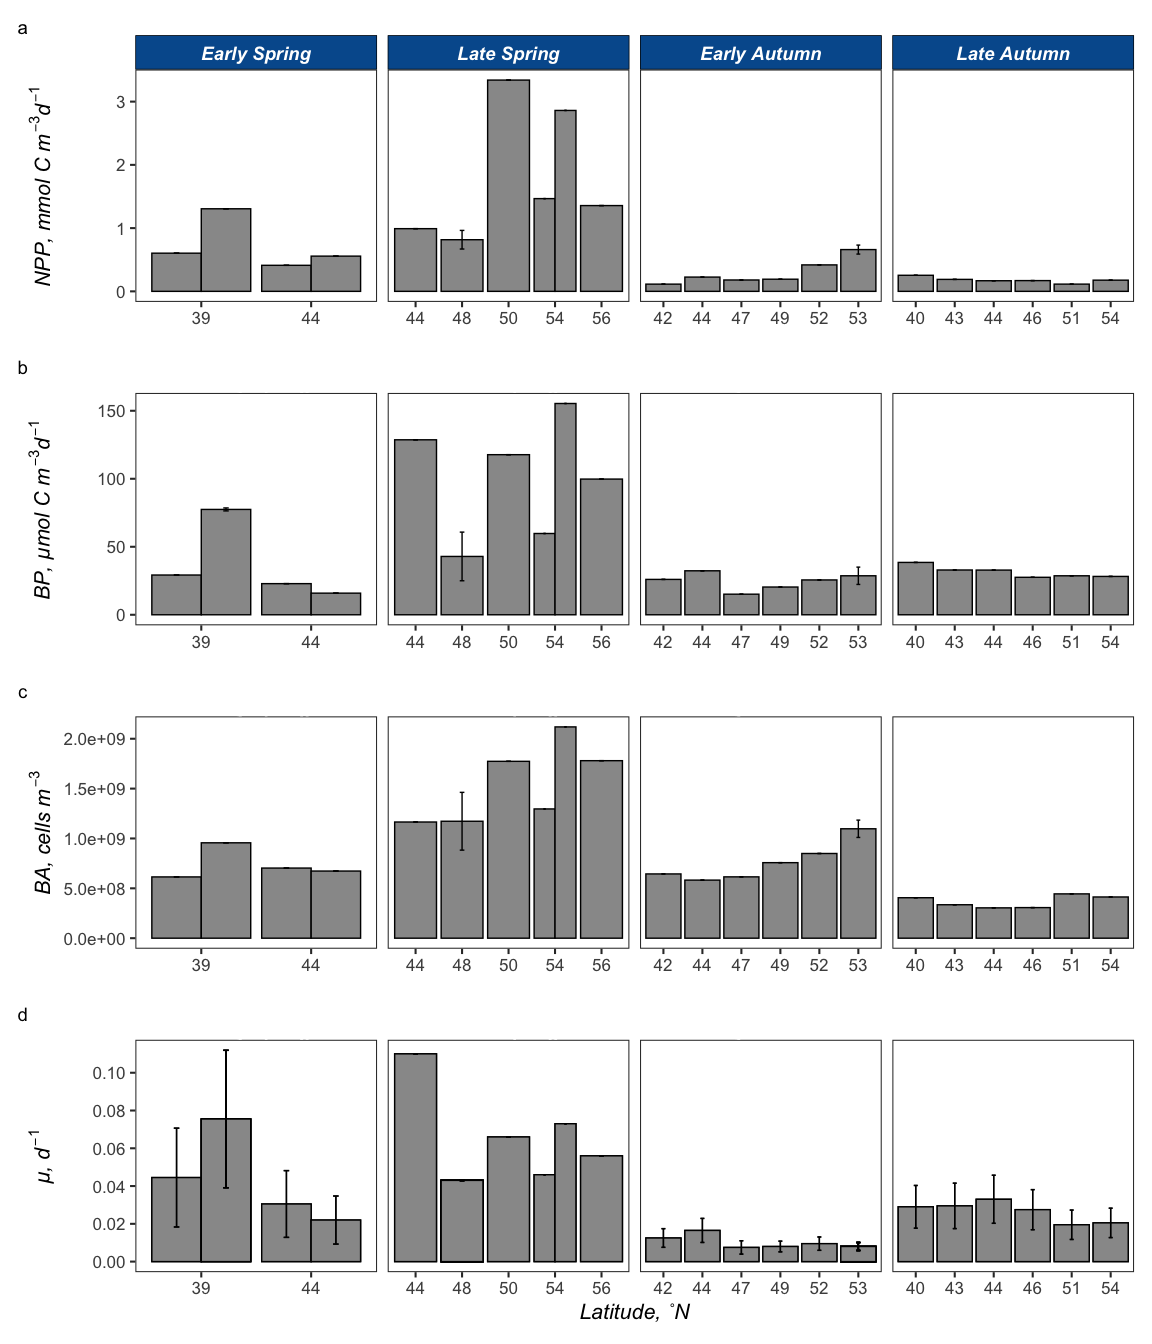 a
Early Spring Late Spring Early Autumn Late Autumn
NPP, mmol C m⁻³d⁻¹
3
2
1
0
39 44 44 48 50 54 56 42 44 47 49 52 53 40 43 44 46 51 54
b
BP, μmol C m⁻³d⁻¹
150
100
50
0
39 44 44 48 50 54 56 42 44 47 49 52 53 40 43 44 46 51 54
c
BA, cells m⁻³
2.0e+09
1.5e+09
1.0e+09
5.0e+08
0.0e+00
39 44 44 48 50 54 56 42 44 47 49 52 53 40 43 44 46 51 54
d
μ, d⁻¹
0.10
0.08
0.06
0.04
0.02
0.00
39 44 44 48 50 54 56 42 44 47 49 52 53 40 43 44 46 51 54
Latitude, ˚N